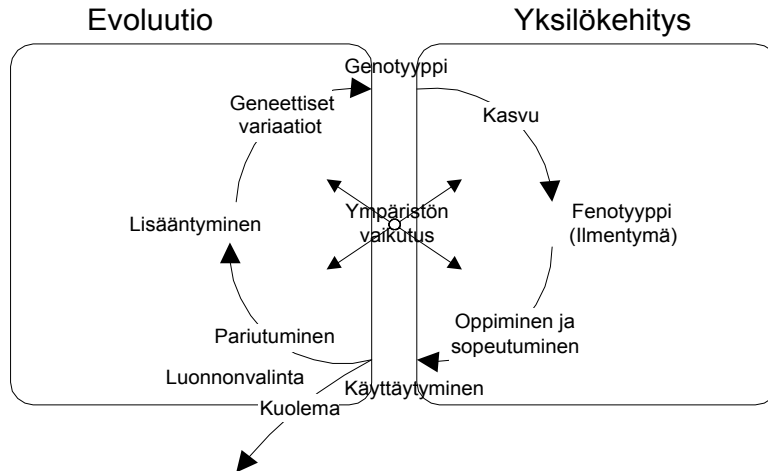 Evoluutio
Yksilökehitys
Genotyyppi
Geneettiset
variaatiot
Kasvu
Lisääntyminen
Ympäristön
vaikutus
Fenotyyppi
(Ilmentymä)
Pariutuminen
Oppiminen ja
sopeutuminen
Luonnonvalinta
Käyttäytyminen
Kuolema